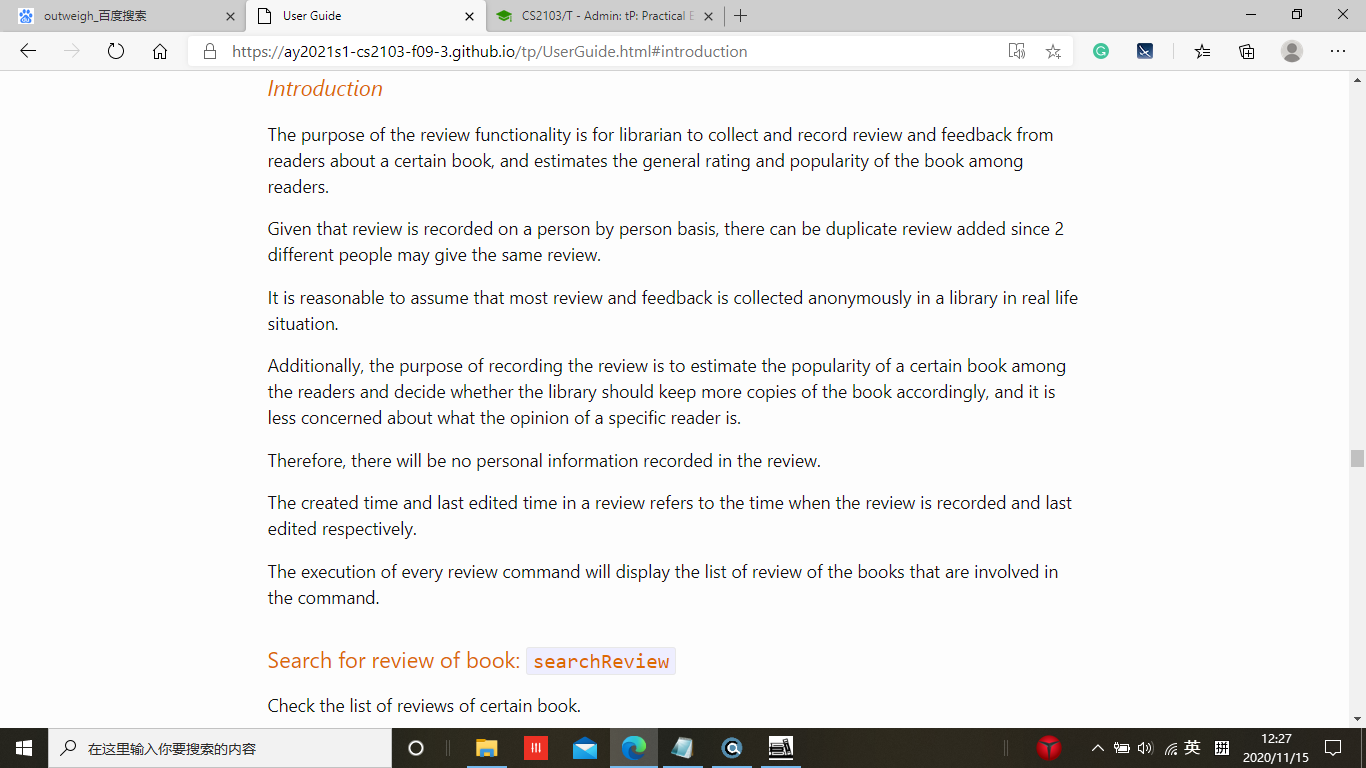 outweigh_百度搜索
User Guide
CS2103/T - Admin: tP: Practical E
https://ay2021s1-cs2103-f09-3.github.io/tp/UserGuide.html#introduction
Introduction
The purpose of the review functionality is for librarian to collect and record review and feedback from
readers about a certain book, and estimates the general rating and popularity of the book among
readers.
Given that review is recorded on a person by person basis, there can be duplicate review added since 2
different people may give the same review.
It is reasonable to assume that most review and feedback is collected anonymously in a library in real life
situation.
Additionally, the purpose of recording the review is to estimate the popularity of a certain book among
the readers and decide whether the library should keep more copies of the book accordingly, and it is
less concerned about what the opinion of a specific reader is.
Therefore, there will be no personal information recorded in the review.
The created time and last edited time in a review refers to the time when the review is recorded and last
edited respectively.
The execution of every review command will display the list of review of the books that are involved in
the command.
Search for review of book: searchReview
Check the list of reviews of certain book.
在这里输入你要搜索的内容
英
拼
12:27
2020/11/15